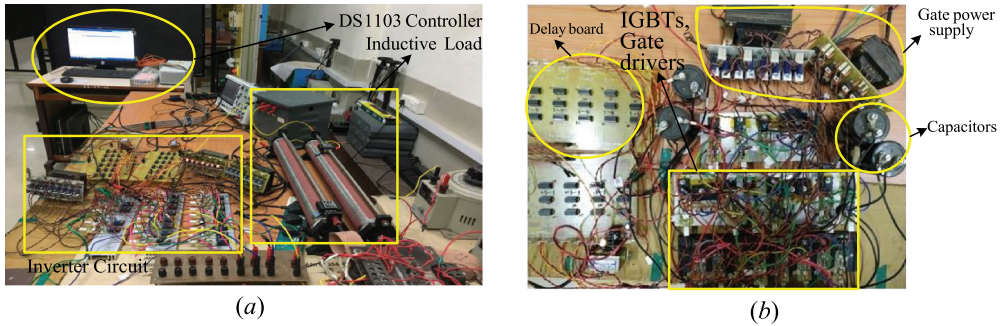 DS1103 Controller
Inductive Load
Inverter Circuit
(a)
Delay board
IGBTs,
Gate
drivers
Gate power
supply
Capacitors
(b)